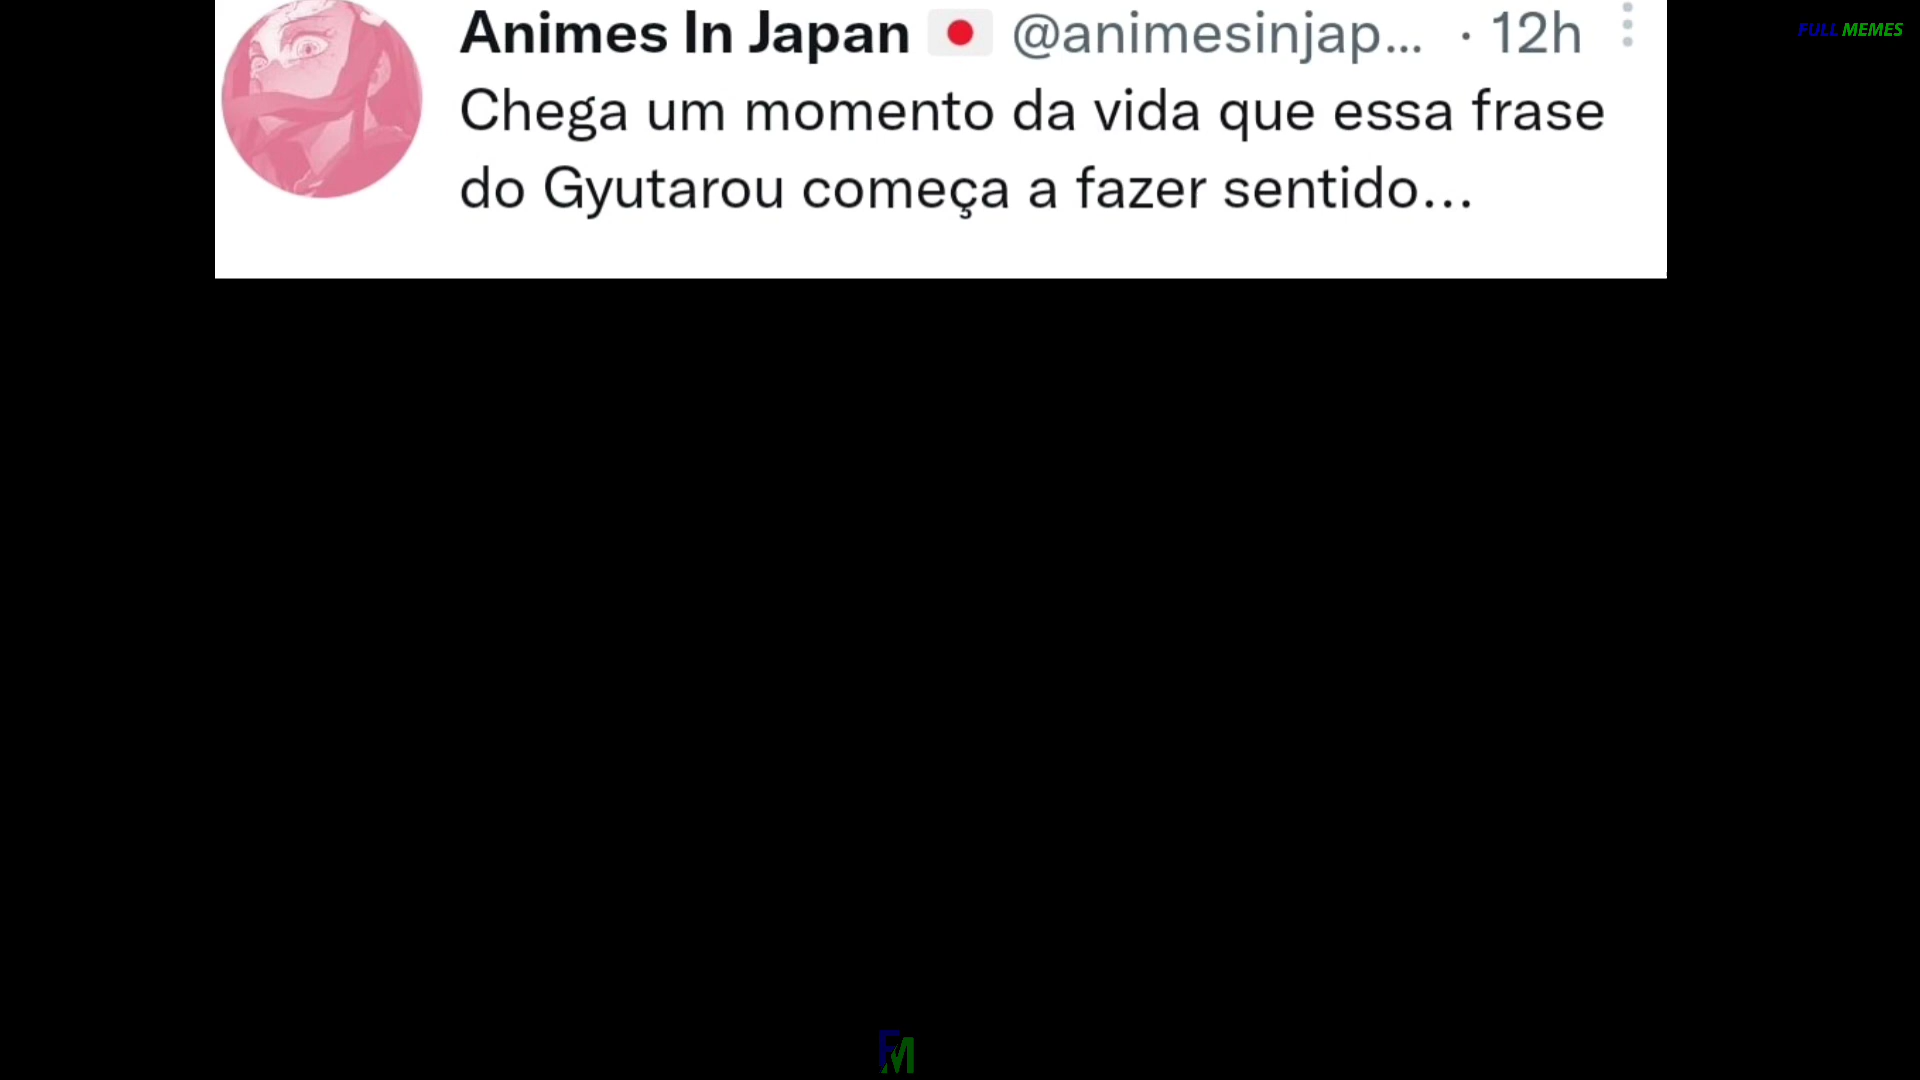 Animes In Japan 🇯🇵 @animesinjap... · 12h
FULL MEMES
Chega um momento da vida que essa frase
do Gyutarou começa a fazer sentido...
FM